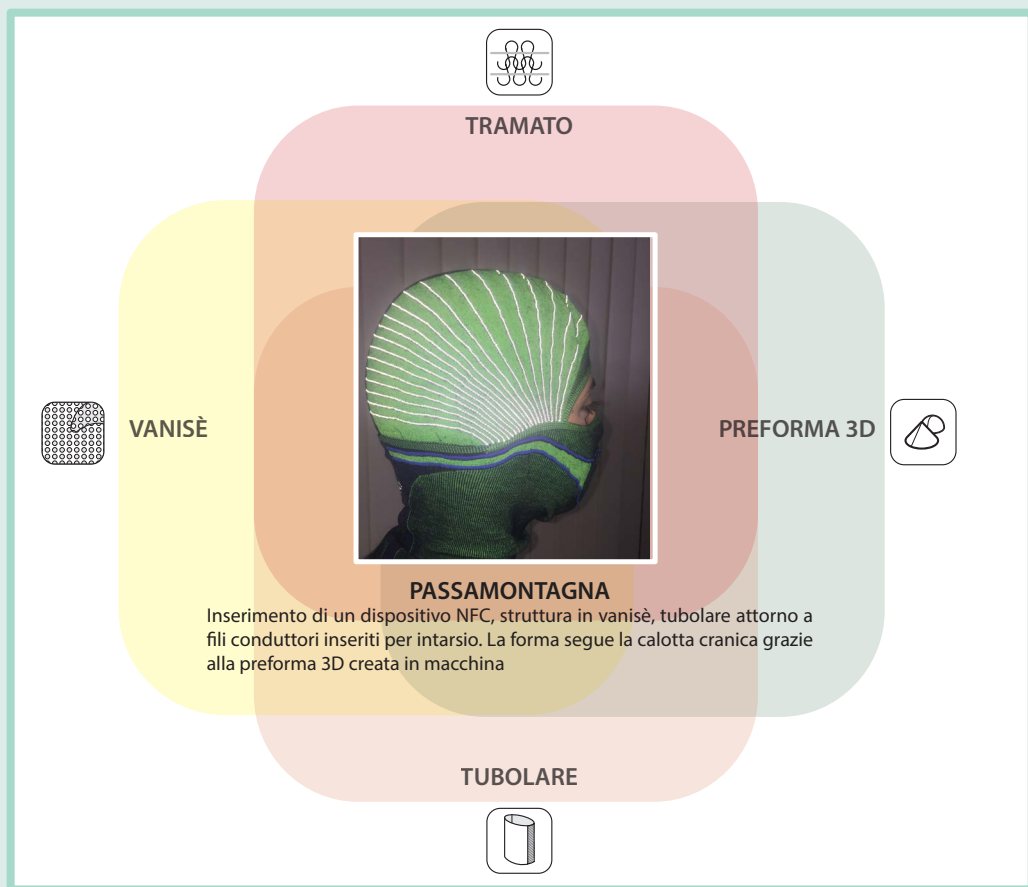 TRAMATO
VANISÈ
PREFORMA 3D
PASSAMONTAGNA
Inserimento di un dispositivo NFC, struttura in vanisè, tubolare attorno a
fili conduttori inseriti per intarsio. La forma segue la calotta cranica grazie
alla preforma 3D creata in macchina
TUBOLARE